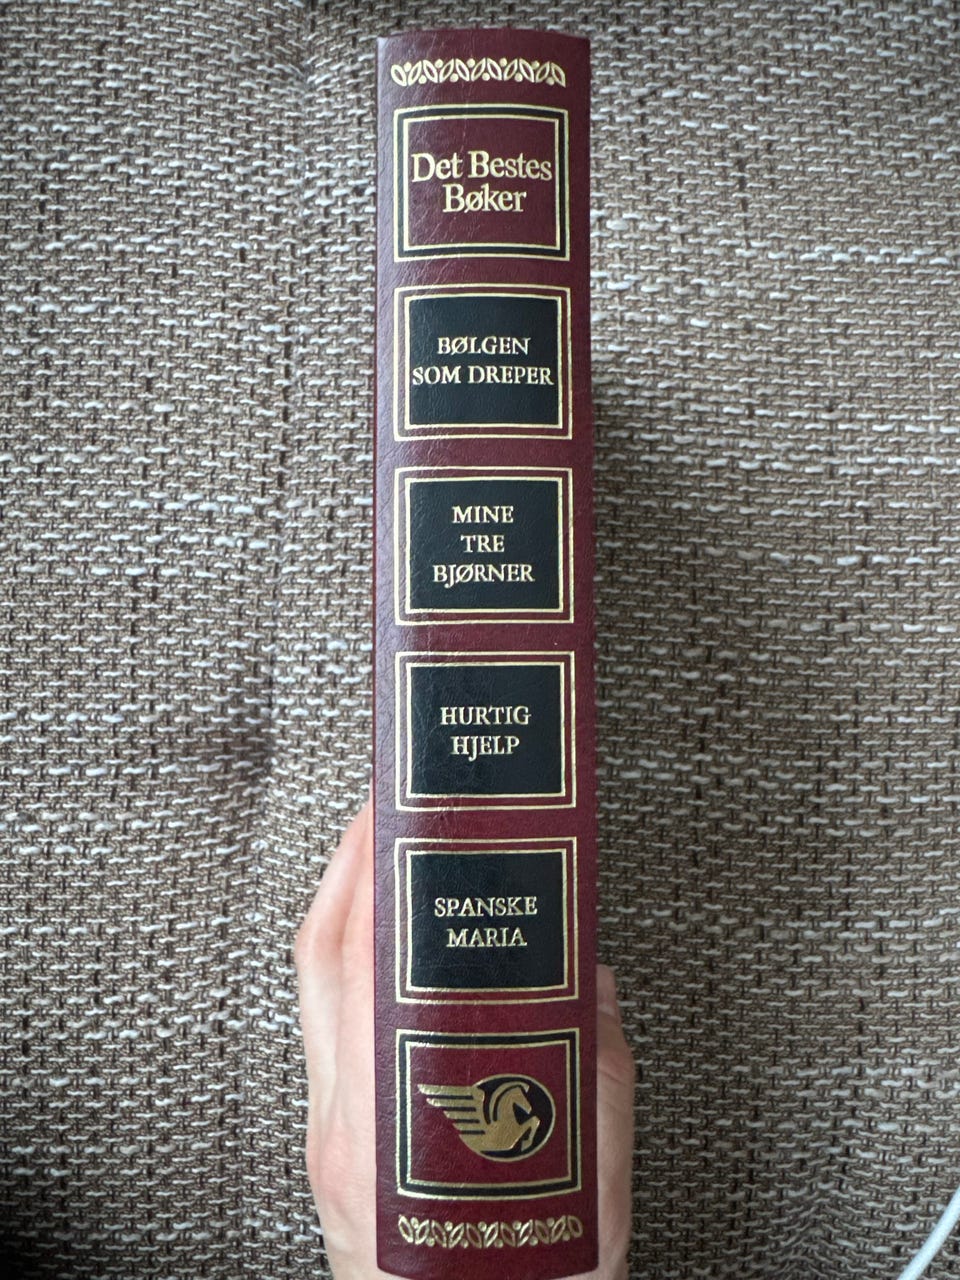 Det Bestes
Bøker
BØLGEN
SOM DREPER
MINE
TRE
BJØRNER
HURTIG
HJELP
SPANSKE
MARIA